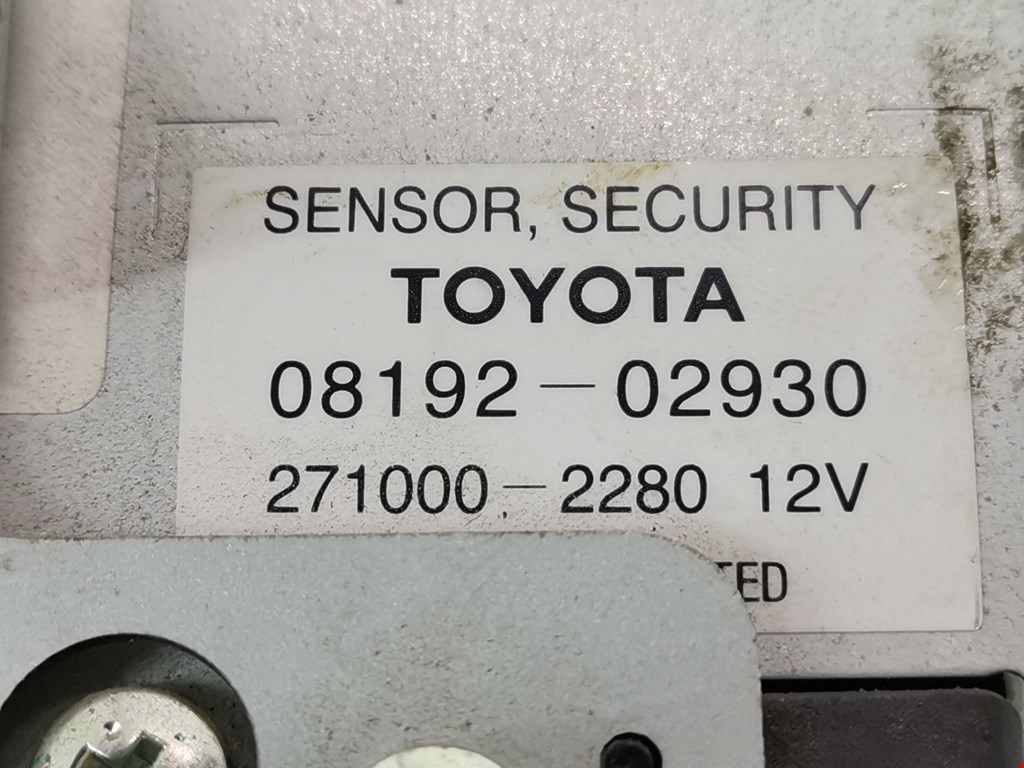 SENSOR, SECURITY
TOYOTA
08192-02930
271000-2280 12V